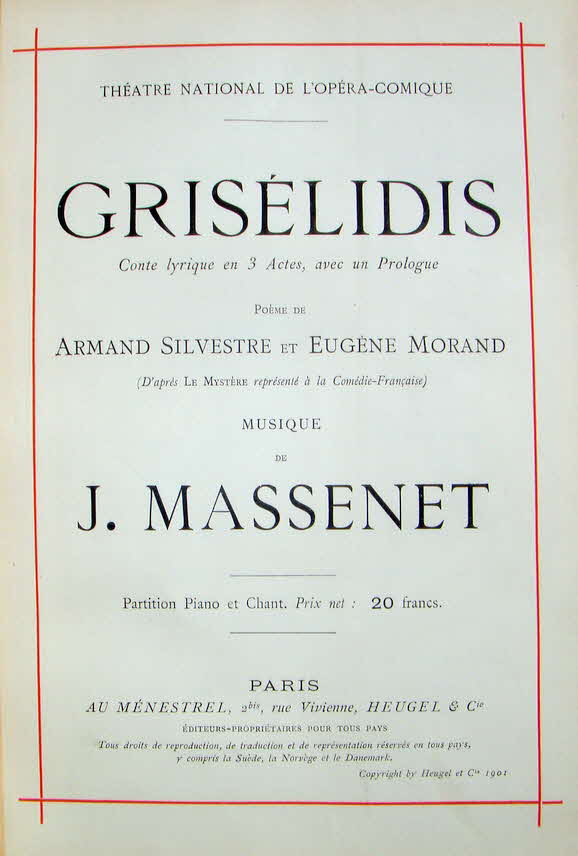 THÉATRE NATIONAL DE L'OPÉRA-COMIQUE
GRISÉLIDIS
Conte lyrique en 3 Actes, avec un Prologue
POÈME DE
ARMAND SILVESTRE ET EUGÈNE MORAND
(D'après LE MYSTÈRE représenté à la Comédie-Française)
MUSIQUE
DE
J. MASSENET
Partition Piano et Chant. Prix net : 20 francs.
PARIS
AU MÉNESTREL, 2bis, rue Vivienne, HEUGEL & Cie
ÉDITEURS-PROPRIÉTAIRES POUR TOUS PAYS
Tous droits de reproduction, de traduction et de représentation réservés en tous pays,
y compris la Suède, la Norvège et le Danemark.
Copyright by Heugel et Cie 1901